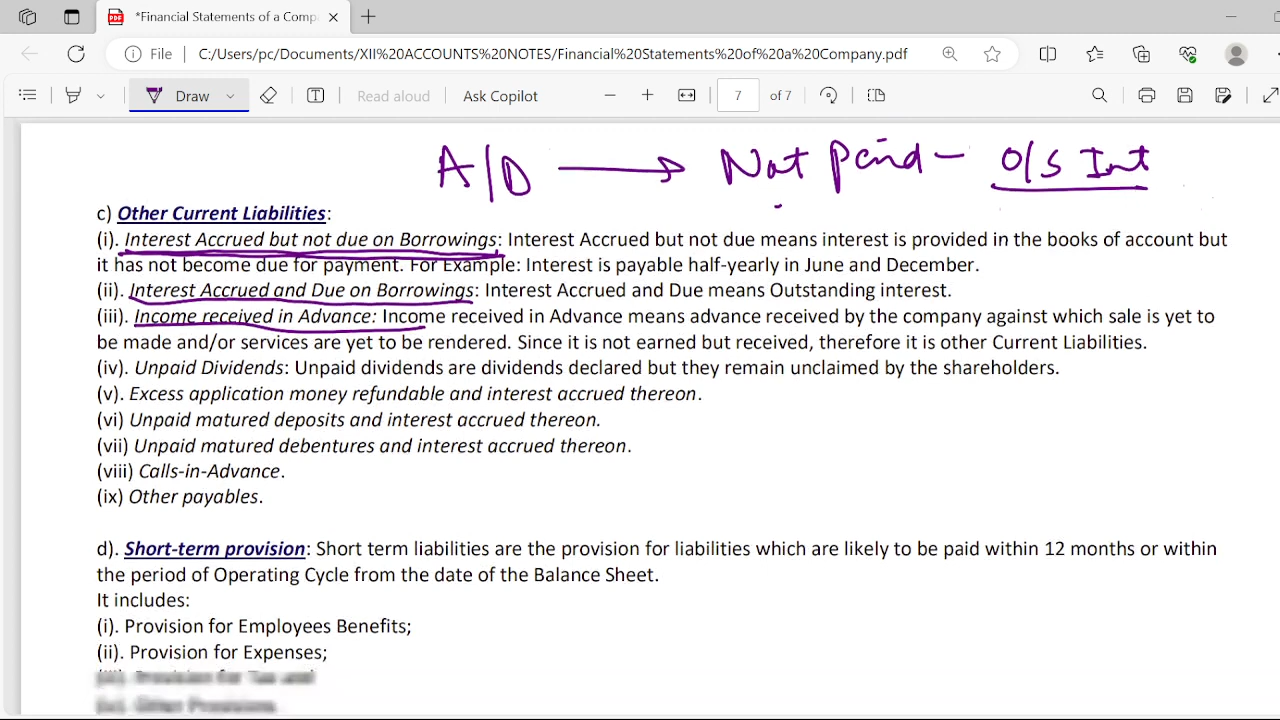 *Financial Statements of a Comp
File C:/Users/pc/Documents/XII%20ACCOUNTS%20NOTES/Financial%20Statements%20of%20a%20Company.pdf
Draw Read aloud Ask Copilot 7 of 7
A/D → Not Paid - O/S Int
c) Other Current Liabilities:
(i). Interest Accrued but not due on Borrowings: Interest Accrued but not due means interest is provided in the books of account but
it has not become due for payment. For Example: Interest is payable half-yearly in June and December.
(ii). Interest Accrued and Due on Borrowings: Interest Accrued and Due means Outstanding interest.
(iii). Income received in Advance: Income received in Advance means advance received by the company against which sale is yet to
be made and/or services are yet to be rendered. Since it is not earned but received, therefore it is other Current Liabilities.
(iv). Unpaid Dividends: Unpaid dividends are dividends declared but they remain unclaimed by the shareholders.
(v). Excess application money refundable and interest accrued thereon.
(vi) Unpaid matured deposits and interest accrued thereon.
(vii) Unpaid matured debentures and interest accrued thereon.
(viii) Calls-in-Advance.
(ix) Other payables.
d). Short-term provision: Short term liabilities are the provision for liabilities which are likely to be paid within 12 months or within
the period of Operating Cycle from the date of the Balance Sheet.
It includes:
(i). Provision for Employees Benefits;
(ii). Provision for Expenses;
(iii). Provision for Tax and
(iv). Other Provisions